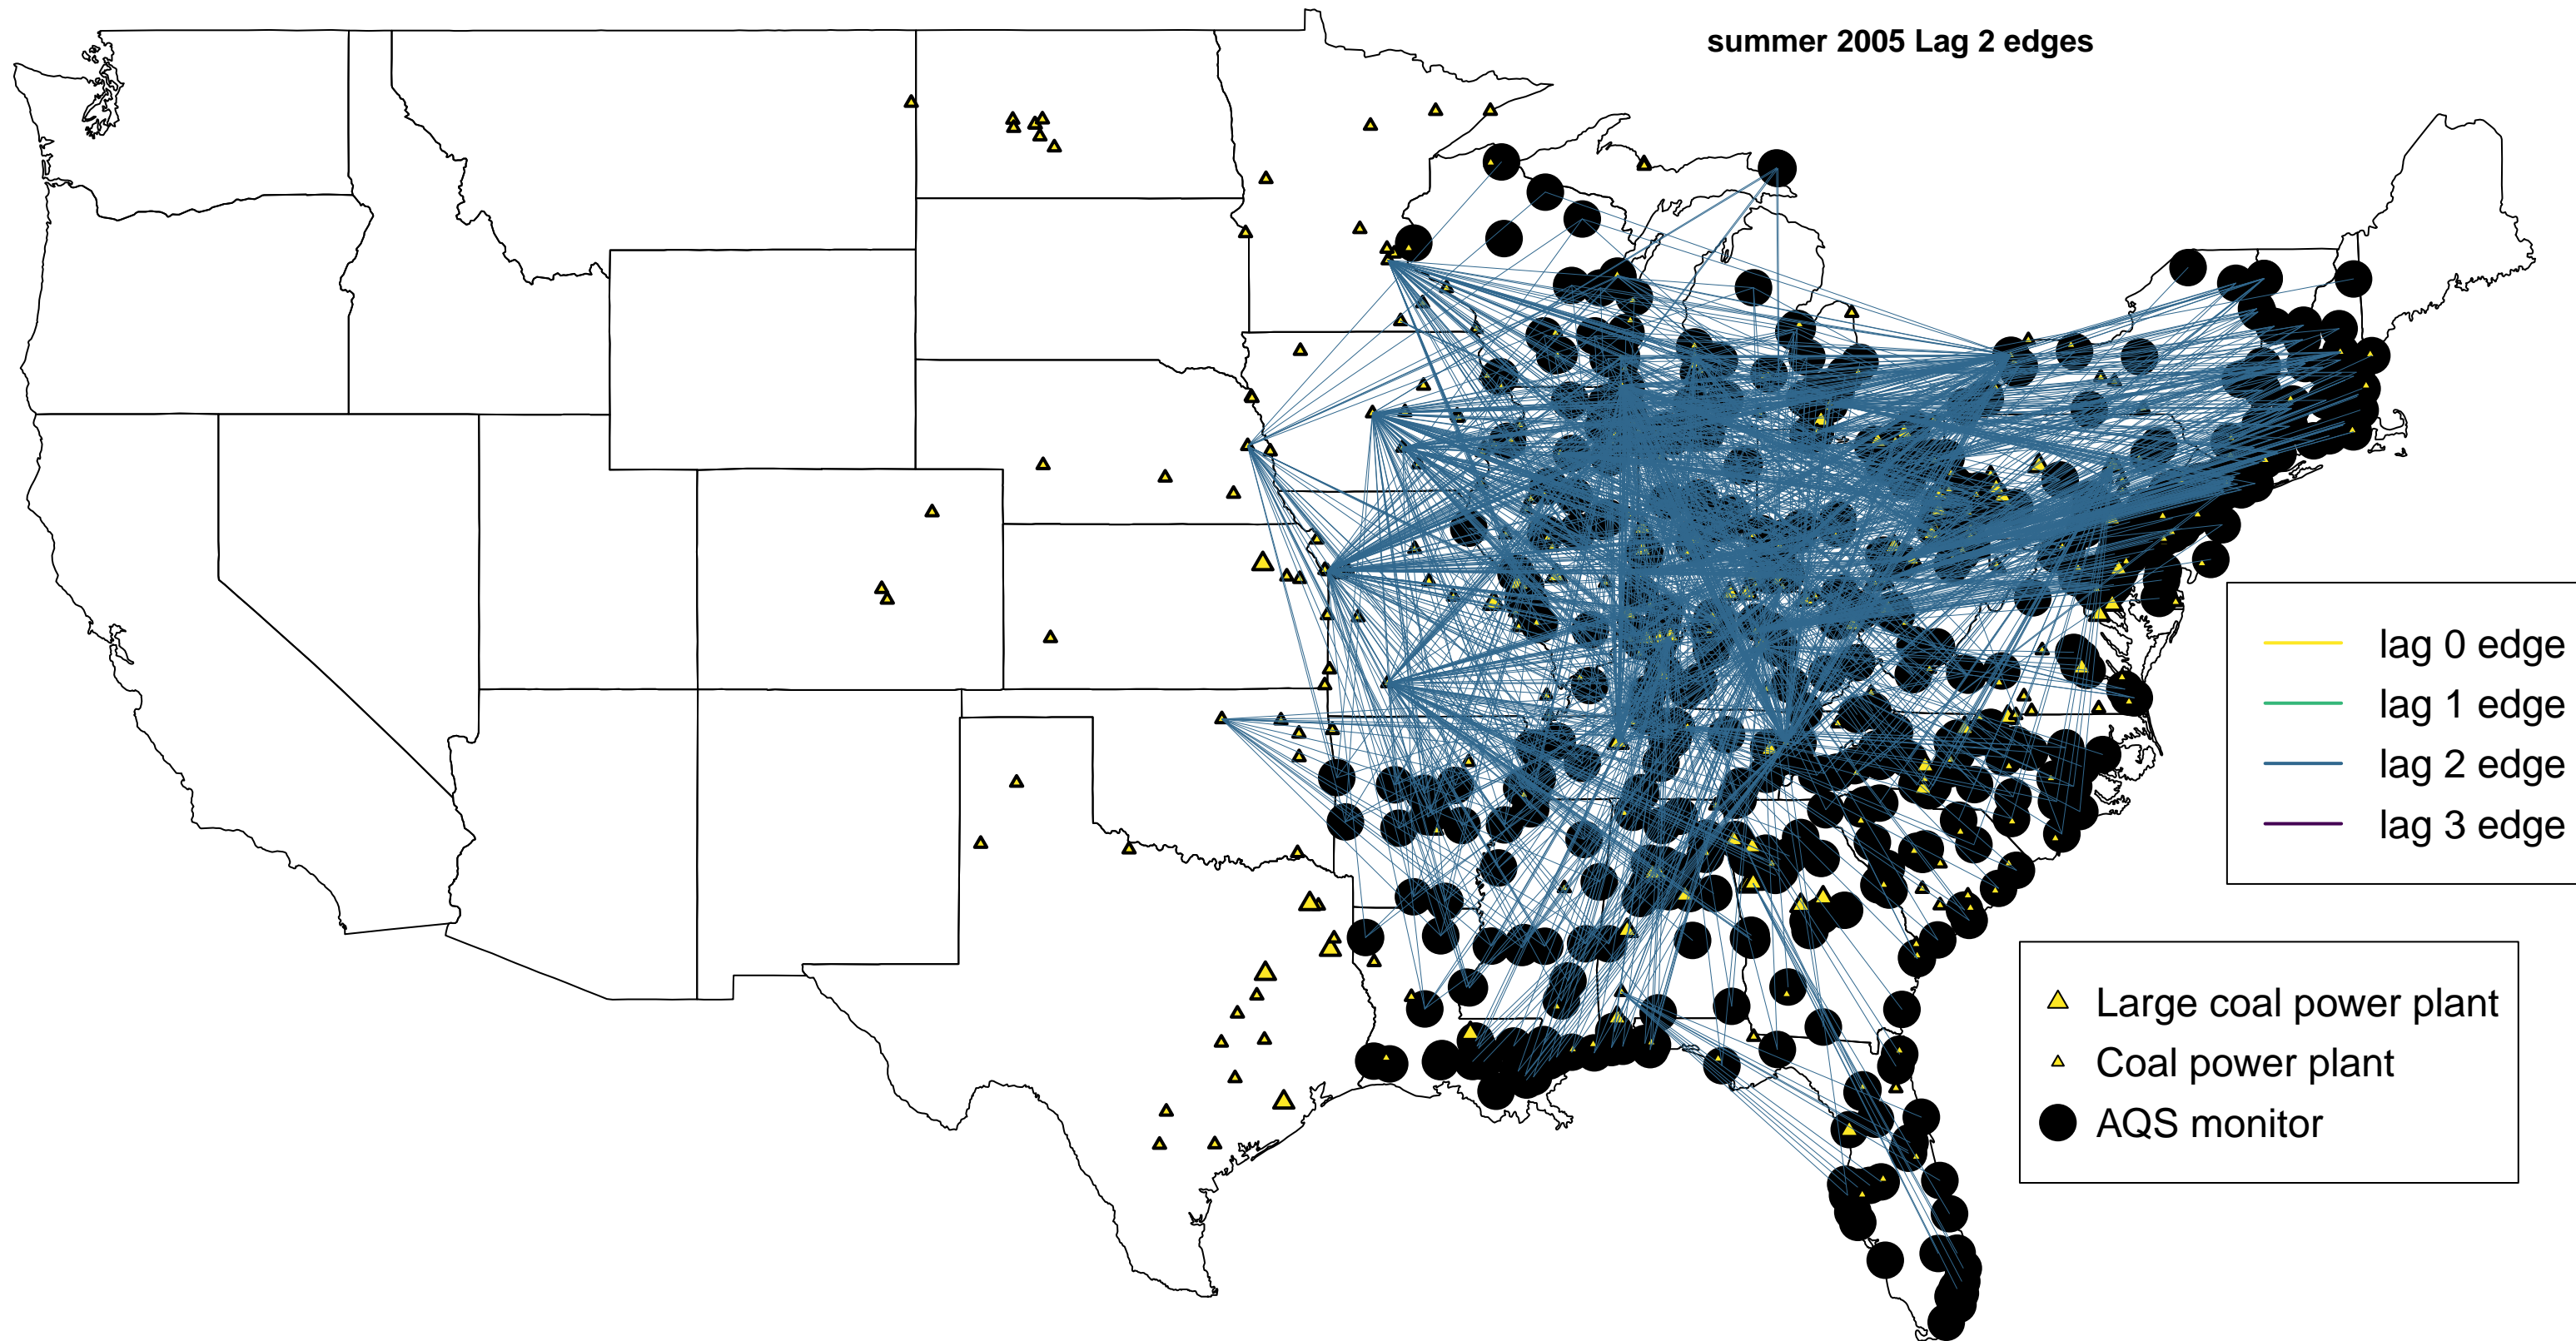 summer 2005 Lag 2 edges
lag 0 edge
lag 1 edge
lag 2 edge
lag 3 edge
Large coal power plant
Coal power plant
AQS monitor